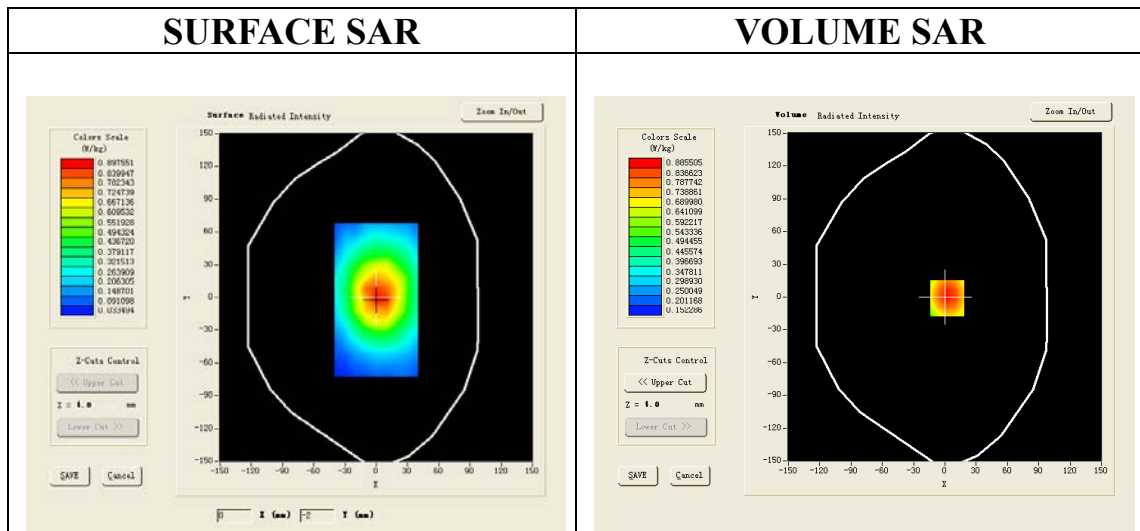 SURFACE SAR
VOLUME SAR
Surface Radiated Intensity
Zoom In/Out
Colors Scale
(W/kg)
0.897551
0.839947
0.782343
0.724739
0.667136
0.609532
0.551928
0.494324
0.436720
0.379117
0.321513
0.263909
0.206305
0.148701
0.091098
0.033494
150
120
90
60
30
0
-30
-60
-90
-120
-150
Y
-150 -120 -90 -60 -30 0 30 60 90 120 150
X
Z-Cuts Control
<< Upper Cut
Z = 4.0 mm
Lower Cut >>
SAVE Cancel
0 X (mm) -2 Y (mm)
Volume Radiated Intensity
Zoom In/Out
Colors Scale
(W/kg)
0.885505
0.836623
0.787742
0.738861
0.689980
0.641099
0.592217
0.543336
0.494455
0.445574
0.396693
0.347811
0.298930
0.250049
0.201168
0.152286
150
120
90
60
30
0
-30
-60
-90
-120
-150
Y
-150 -120 -90 -60 -30 0 30 60 90 120 150
X
Z-Cuts Control
<< Upper Cut
Z = 4.0 mm
Lower Cut >>
SAVE Cancel